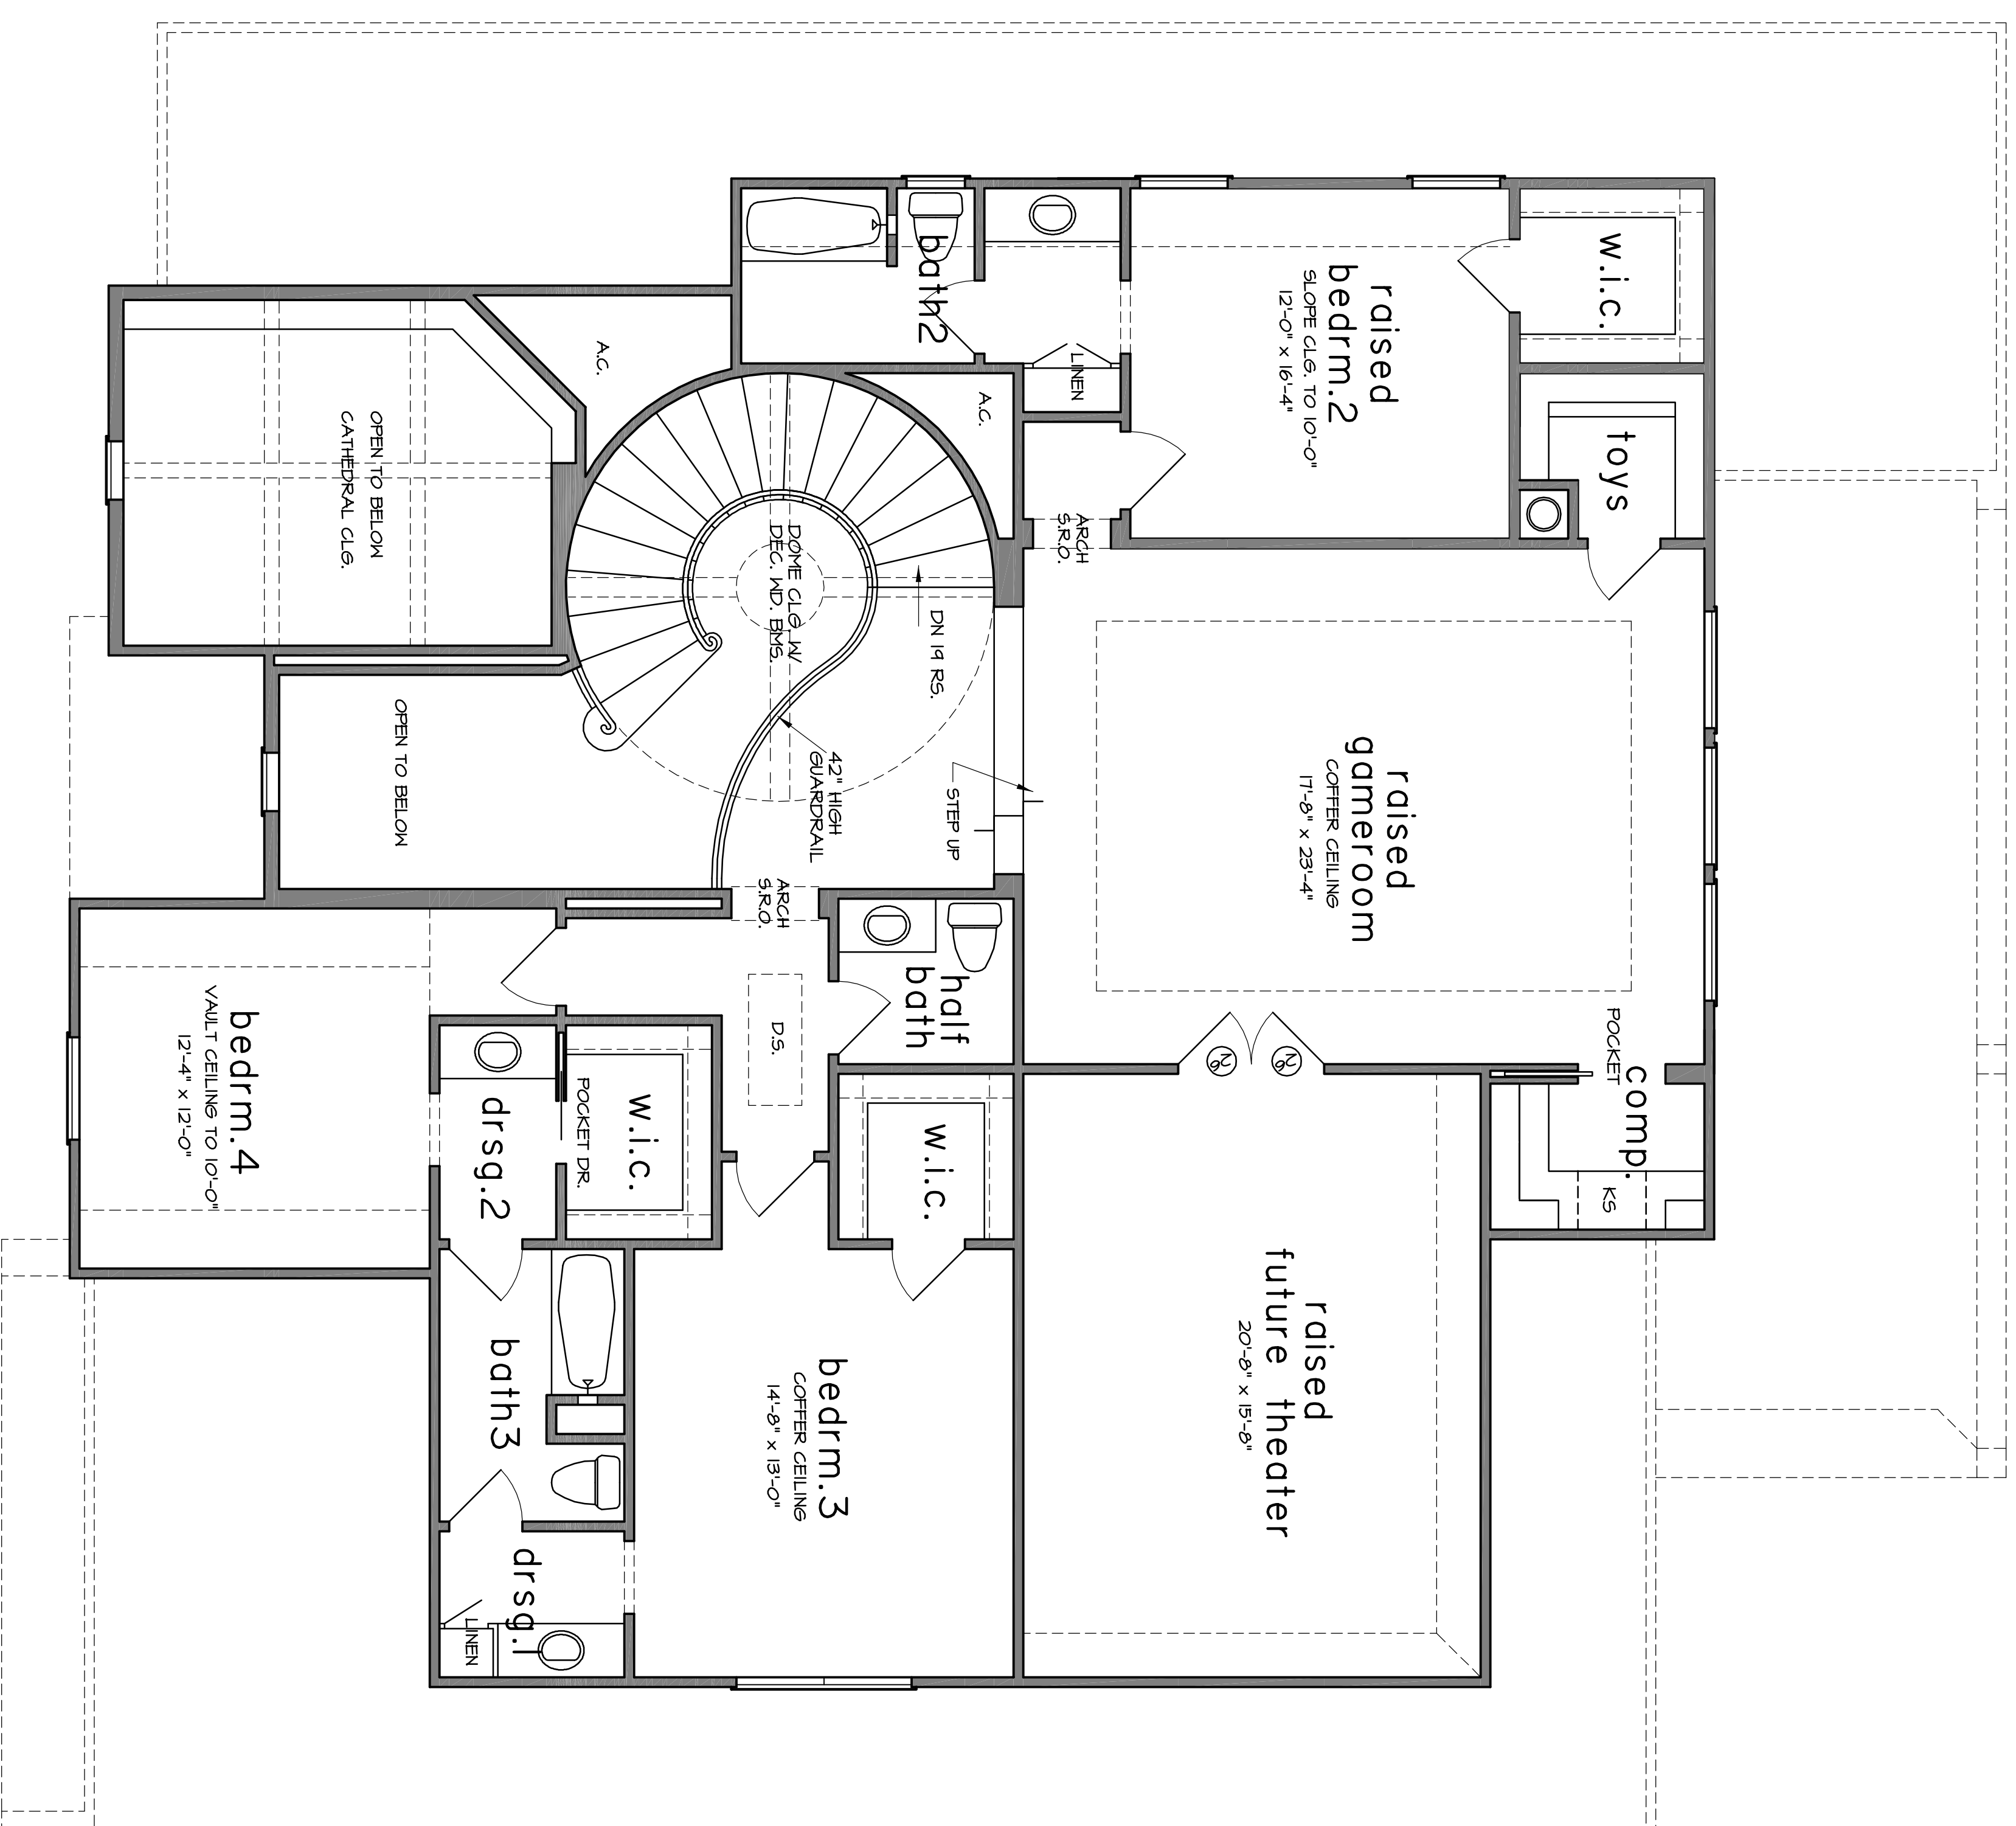 raised
bedrm.2
SLOPE CLG. TO 10'-0"
12'-0" x 16'-4"
w.i.c.
bath2
LINEN
toys
A.C.
A.C.
ARCH
S.R.O.
OPEN TO BELOW
CATHEDRAL CLG.
DOME CLG. W/
DEC. WD. BMS.
DN 19 RS.
42" HIGH
GUARDRAIL
STEP UP
OPEN TO BELOW
raised
gameroom
COFFER CEILING
17'-8" x 23'-4"
ARCH
S.R.O.
half
bath
D.S.
POCKET
comp.
KS
bedrm.4
VAULT CEILING TO 10'-0"
12'-4" x 12'-0"
drsg.2
POCKET DR.
w.i.c.
w.i.c.
raised
future theater
20'-8" x 15'-8"
bath3
bedrm.3
COFFER CEILING
14'-8" x 13'-0"
drsg.1
LINEN